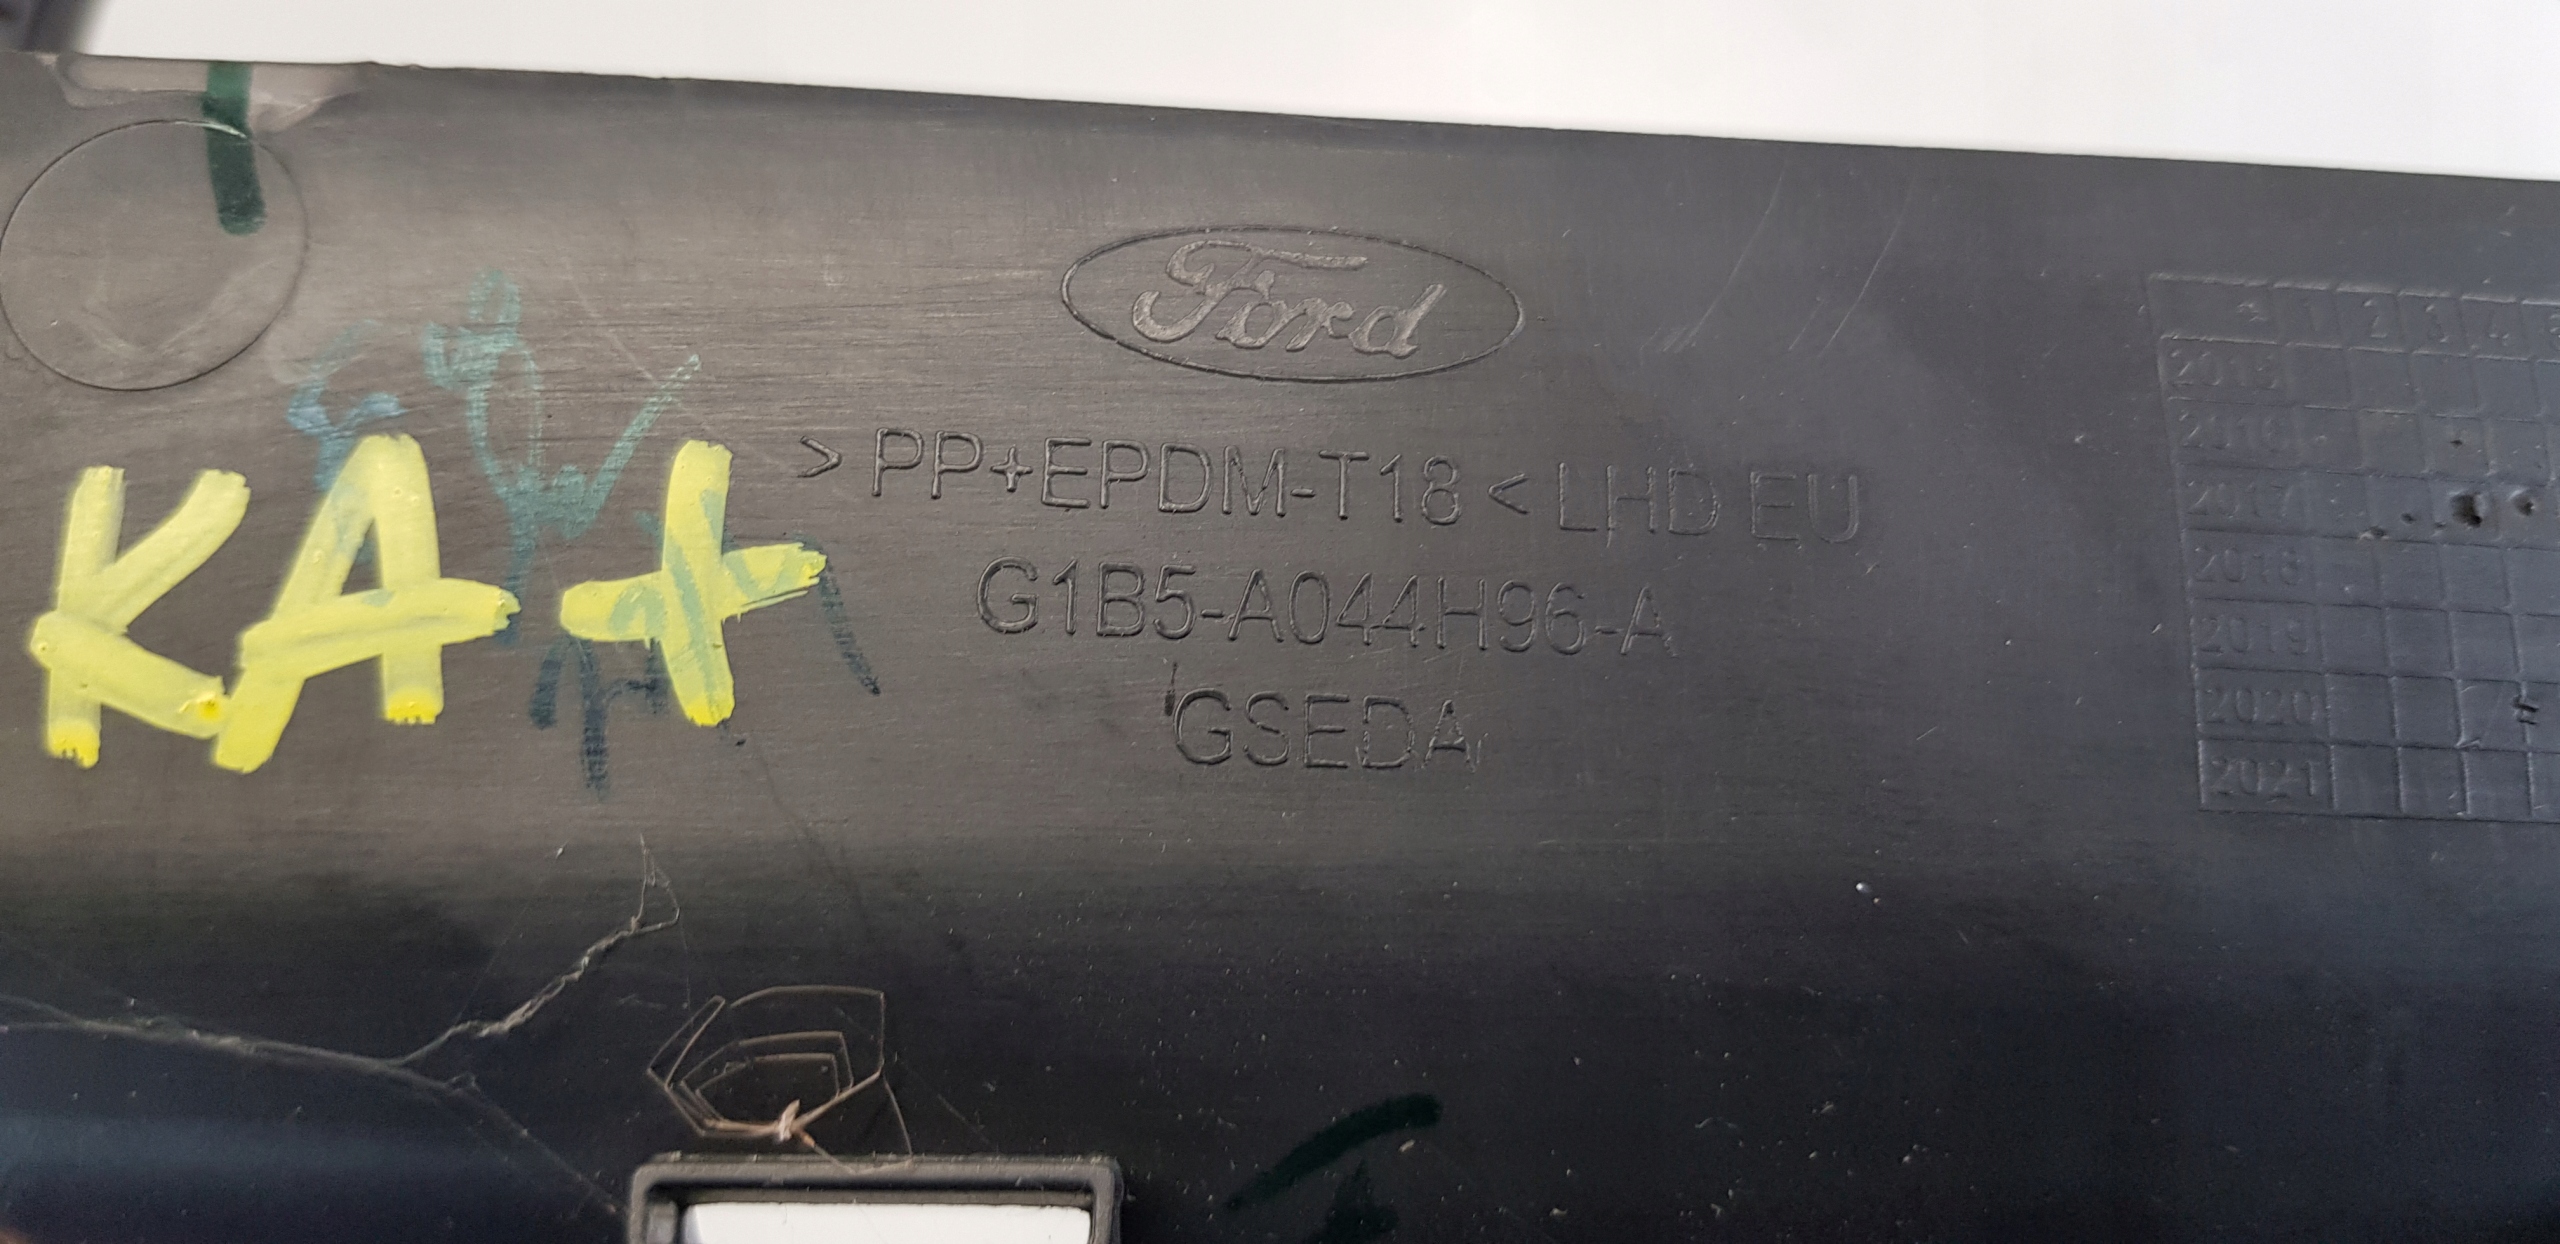 Ford
KA+
>PP+EPDM-T18< LHD EU
G1B5-A044H96-A
GSEDA
1 2 3 4
2015
2016
2017
2018
2019
2020
2021